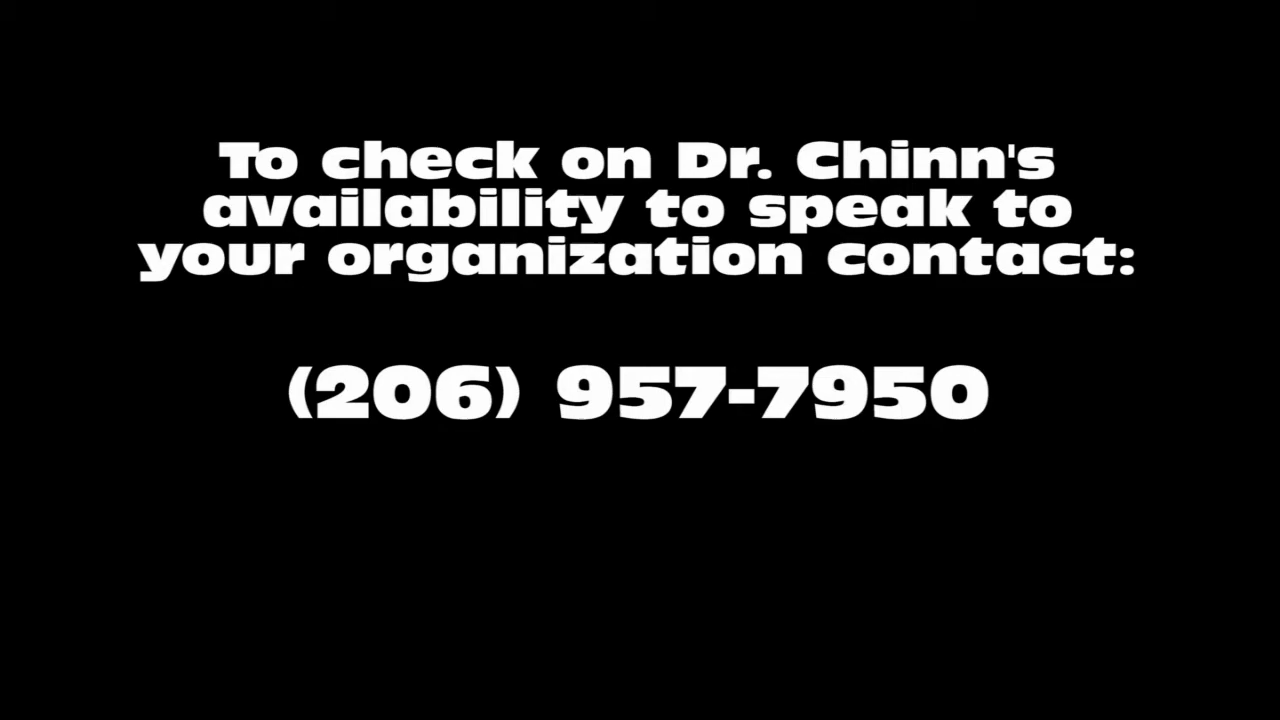 To check on Dr. Chinn's
availability to speak to
your organization contact:
(206) 957-7950